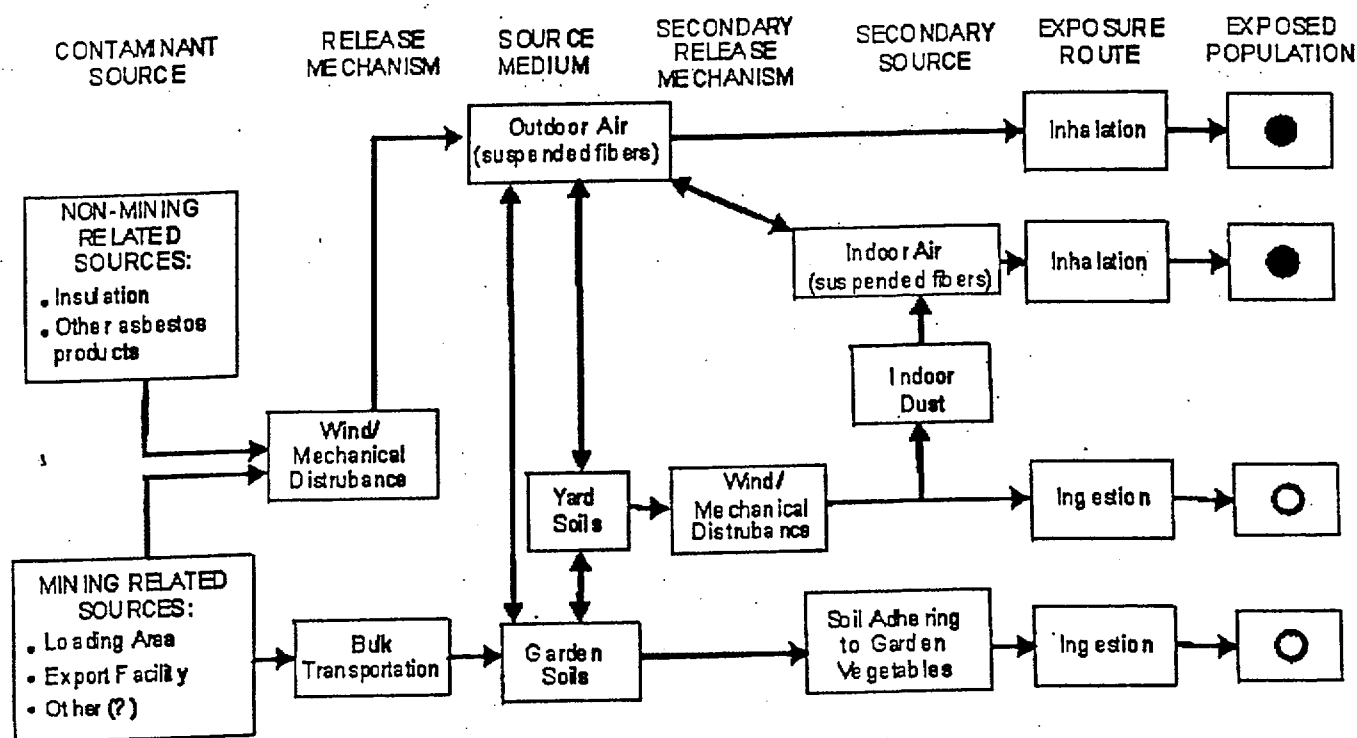 CONTAMINANT
SOURCE
RELEASE
MECHANISM
SOURCE
MEDIUM
SECONDARY
RELEASE
MECHANISM
SECONDARY
SOURCE
EXPOSURE
ROUTE
EXPOSED
POPULATION
Outdoor Air
(suspended fibers)
Inhalation
NON-MINING
RELATED
SOURCES:
• Insulation
• Other asbestos
products
Indoor Air
(suspended fibers)
Inhalation
Indoor
Dust
Wind/
Mechanical
Distrubance
Yard
Soils
Wind/
Mechanical
Distrubance
Ingestion
MINING RELATED
SOURCES:
• Loading Area
• Export Facility
• Other (?)
Bulk
Transportation
Garden
Soils
Soil Adhering
to Garden
Vegetables
Ingestion